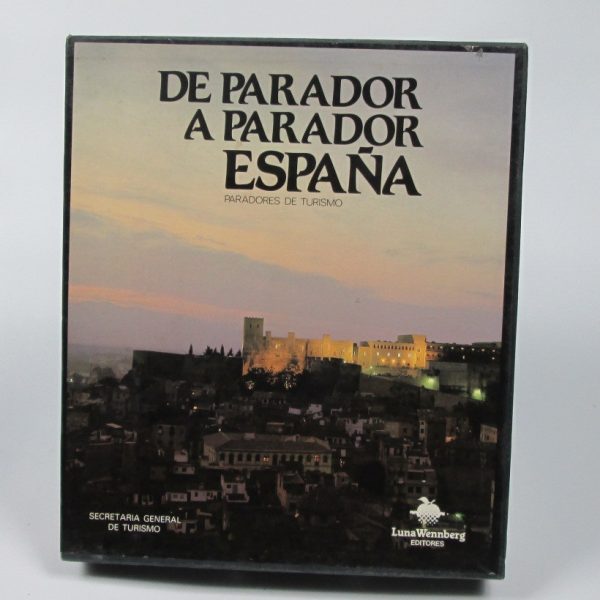 DE PARADOR
A PARADOR
ESPAÑA
PARADORES DE TURISMO
SECRETARIA GENERAL
DE TURISMO
LunaWennberg
EDITORES